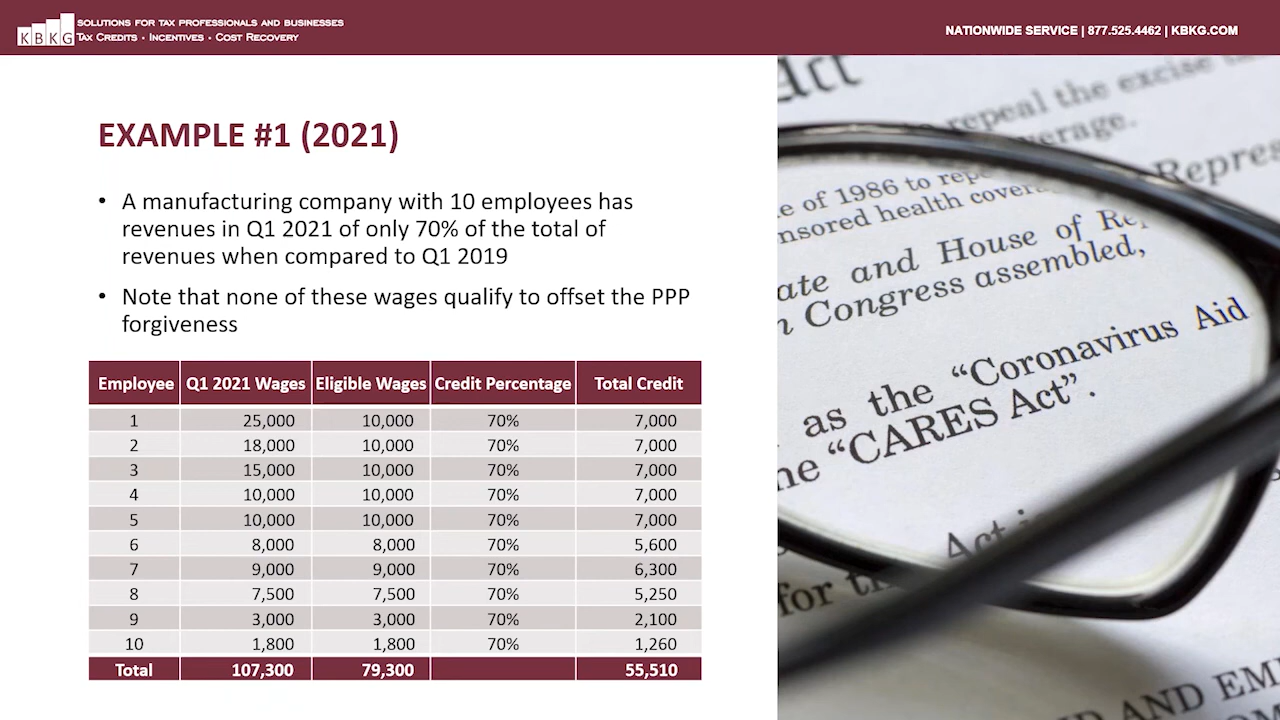 KBKG
SOLUTIONS FOR TAX PROFESSIONALS AND BUSINESSES
TAX CREDITS • INCENTIVES • COST RECOVERY
NATIONWIDE SERVICE | 877.525.4462 | KBKG.COM
EXAMPLE #1 (2021)
• A manufacturing company with 10 employees has
revenues in Q1 2021 of only 70% of the total of
revenues when compared to Q1 2019
• Note that none of these wages qualify to offset the PPP
forgiveness
Employee Q1 2021 Wages Eligible Wages Credit Percentage Total Credit
1 25,000 10,000 70% 7,000
2 18,000 10,000 70% 7,000
3 15,000 10,000 70% 7,000
4 10,000 10,000 70% 7,000
5 10,000 10,000 70% 7,000
6 8,000 8,000 70% 5,600
7 9,000 9,000 70% 6,300
8 7,500 7,500 70% 5,250
9 3,000 3,000 70% 2,100
10 1,800 1,800 70% 1,260
Total 107,300 79,300 55,510
Act
repeal the excise
verage.
e of 1986 to repe
Repres
nsored health covera
ate and House of Re
Congress assembled,
as the “Coronavirus Aid
he “CARES Act”.
Act
for
AND EM